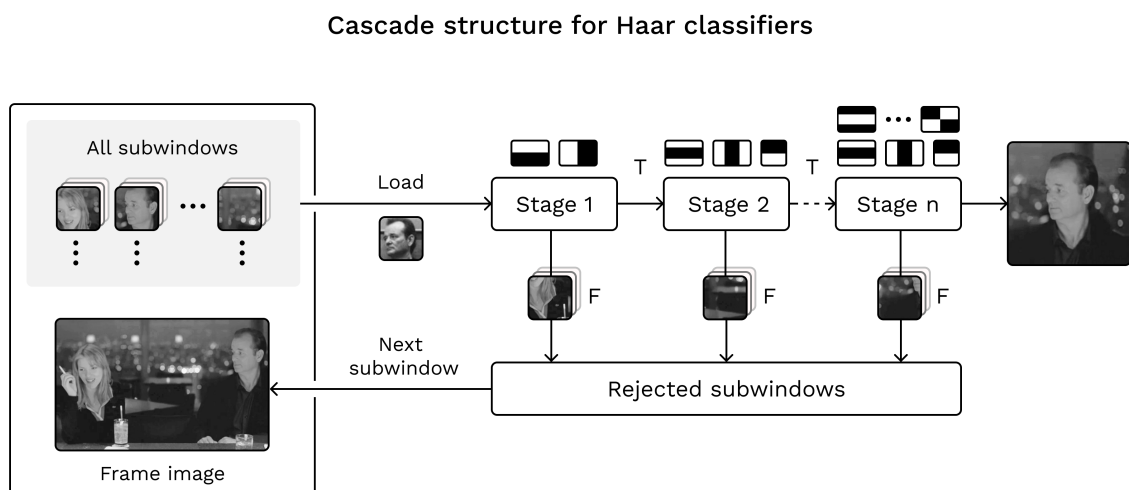 Cascade structure for Haar classifiers
All subwindows
Load
T
T
Stage 1
Stage 2
Stage n
F
F
F
Next
subwindow
Rejected subwindows
Frame image